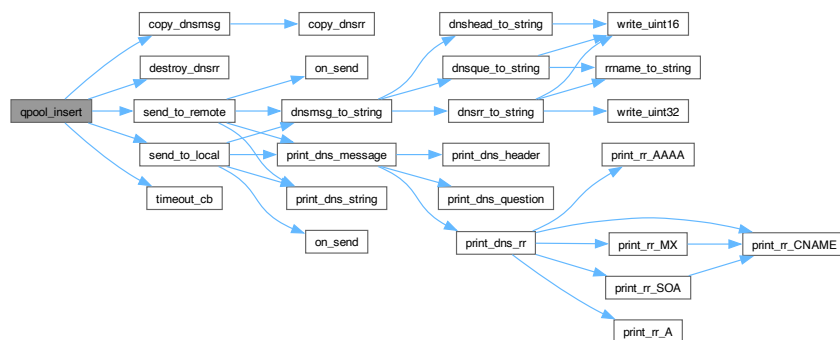 qpool_insert
copy_dnsmsg
destroy_dnsrr
send_to_remote
send_to_local
timeout_cb
copy_dnsrr
on_send
dnsmsg_to_string
print_dns_message
print_dns_string
on_send
dnshead_to_string
dnsque_to_string
dnsrr_to_string
print_dns_header
print_dns_question
print_dns_rr
write_uint16
rrname_to_string
write_uint32
print_rr_AAAA
print_rr_MX
print_rr_SOA
print_rr_A
print_rr_CNAME